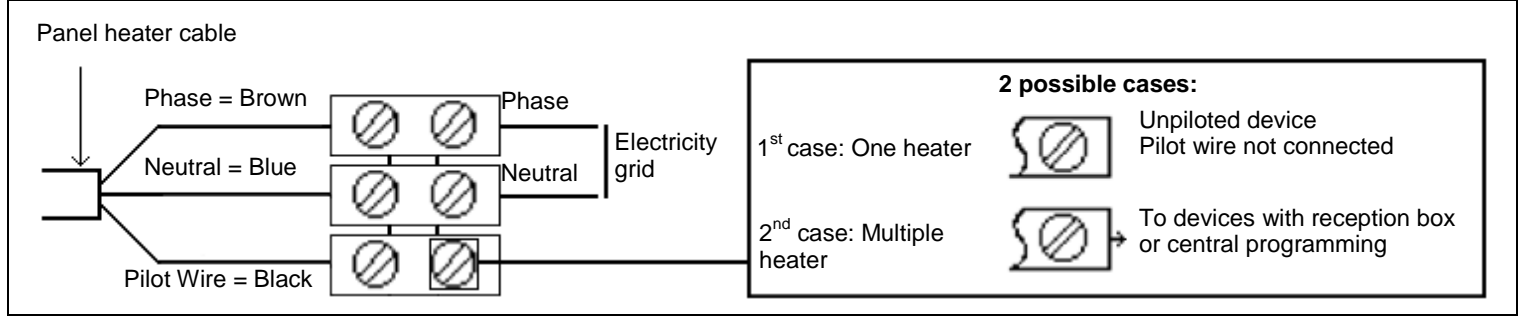 Panel heater cable
Phase = Brown
Phase
Neutral = Blue
Neutral
Electricity
grid
Pilot Wire = Black
2 possible cases:
1st case: One heater
Unpiloted device
Pilot wire not connected
2nd case: Multiple
heater
To devices with reception box
or central programming